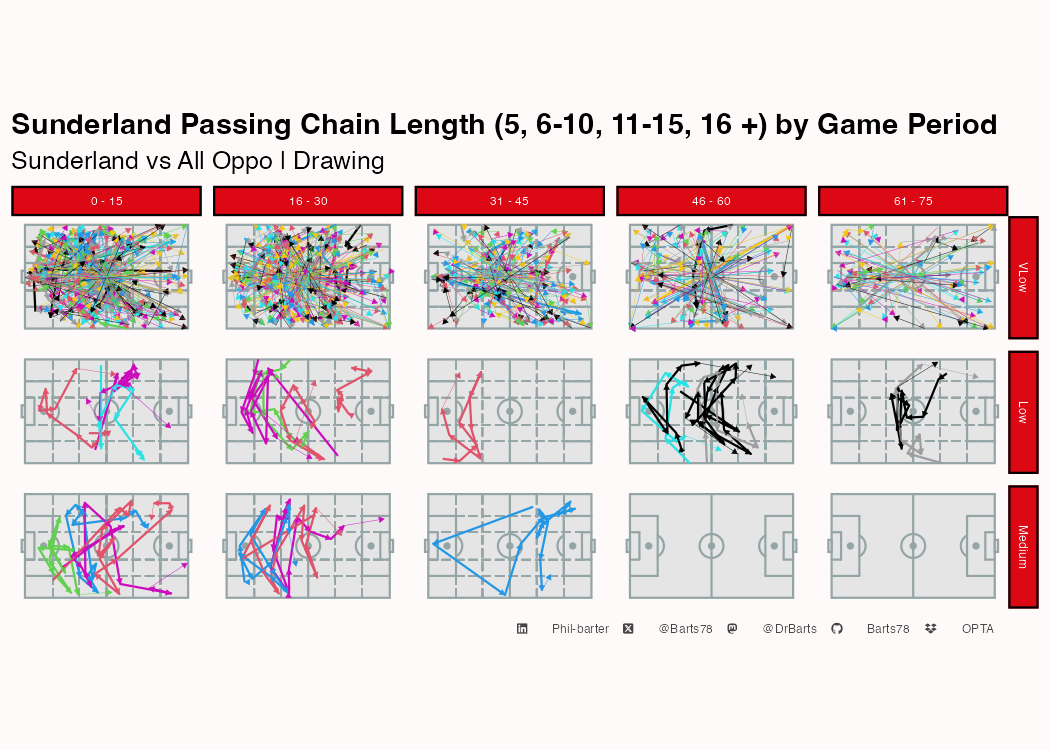 Sunderland Passing Chain Length (5, 6-10, 11-15, 16 +) by Game Period
Sunderland vs All Oppo | Drawing
0 - 15 16 - 30 31 - 45 46 - 60 61 - 75
VLow
Low
Medium
Phil-barter @Barts78 @DrBarts Barts78 OPTA